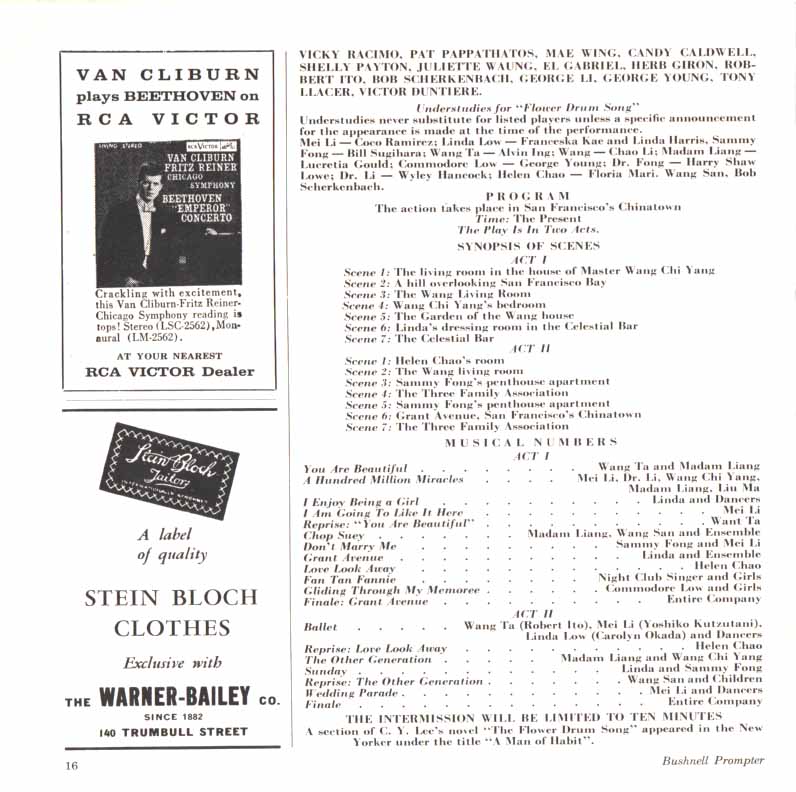 VAN CLIBURN
plays BEETHOVEN on
RCA VICTOR
LIVING STEREO
RCA VICTOR
VAN CLIBURN
FRITZ REINER
CHICAGO
SYMPHONY
BEETHOVEN
"EMPEROR"
CONCERTO
Crackling with excitement,
this Van Cliburn-Fritz Reiner-
Chicago Symphony reading is
tops! Stereo (LSC-2562), Mon-
aural (LM-2562).
AT YOUR NEAREST
RCA VICTOR Dealer
Stein Bloch
Tailors
A label
of quality
STEIN BLOCH
CLOTHES
Exclusive with
THE WARNER-BAILEY CO.
SINCE 1882
140 TRUMBULL STREET
VICKY RACIMO, PAT PAPPATHATOS, MAE WING, CANDY CALDWELL,
SHELLY PAYTON, JULIETTE WAUNG, EL GABRIEL, HERB GIRON, ROB-
BERT ITO, BOB SCHERKENBACH, GEORGE LI, GEORGE YOUNG, TONY
LLACER, VICTOR DUNTIERE.
Understudies for "Flower Drum Song"
Understudies never substitute for listed players unless a specific announcement
for the appearance is made at the time of the performance.
Mei Li — Coco Ramirez; Linda Low — Franceska Kae and Linda Harris, Sammy
Fong — Bill Sugihara; Wang Ta — Alvin Ing; Wang — Chao Li; Madam Liang —
Lucretia Gould; Commodore Low — George Young; Dr. Fong — Harry Shaw
Lowe; Dr. Li — Wyley Hancock; Helen Chao — Floria Mari. Wang San, Bob
Scherkenbach.
PROGRAM
The action takes place in San Francisco's Chinatown
Time: The Present
The Play Is In Two Acts.
SYNOPSIS OF SCENES
ACT I
Scene 1: The living room in the house of Master Wang Chi Yang
Scene 2: A hill overlooking San Francisco Bay
Scene 3: The Wang Living Room
Scene 4: Wang Chi Yang's bedroom
Scene 5: The Garden of the Wang house
Scene 6: Linda's dressing room in the Celestial Bar
Scene 7: The Celestial Bar
ACT II
Scene 1: Helen Chao's room
Scene 2: The Wang living room
Scene 3: Sammy Fong's penthouse apartment
Scene 4: The Three Family Association
Scene 5: Sammy Fong's penthouse apartment
Scene 6: Grant Avenue, San Francisco's Chinatown
Scene 7: The Three Family Association
MUSICAL NUMBERS
ACT I
You Are Beautiful . . . . . . . Wang Ta and Madam Liang
A Hundred Million Miracles . . . . Mei Li, Dr. Li, Wang Chi Yang,
Madam Liang, Liu Ma
I Enjoy Being a Girl . . . . . . . . Linda and Dancers
I Am Going To Like It Here . . . . . . . . . . Mei Li
Reprise: "You Are Beautiful" . . . . . . . . . . Want Ta
Chop Suey . . . . . . Madam Liang, Wang San and Ensemble
Don't Marry Me . . . . . . . . Sammy Fong and Mei Li
Grant Avenue . . . . . . . . . Linda and Ensemble
Love Look Away . . . . . . . . . . . Helen Chao
Fan Tan Fannie . . . . . . . Night Club Singer and Girls
Gliding Through My Memoree . . . . . Commodore Low and Girls
Finale: Grant Avenue . . . . . . . . . Entire Company
ACT II
Ballet . . . . . Wang Ta (Robert Ito), Mei Li (Yoshiko Kutzutani),
Linda Low (Carolyn Okada) and Dancers
Reprise: Love Look Away . . . . . . . . . . Helen Chao
The Other Generation . . . . . Madam Liang and Wang Chi Yang
Sunday . . . . . . . . . . Linda and Sammy Fong
Reprise: The Other Generation . . . . . . Wang San and Children
Wedding Parade . . . . . . . . . . Mei Li and Dancers
Finale . . . . . . . . . . . . Entire Company
THE INTERMISSION WILL BE LIMITED TO TEN MINUTES
A section of C. Y. Lee's novel "The Flower Drum Song" appeared in the New
Yorker under the title "A Man of Habit".
16
Bushnell Prompter